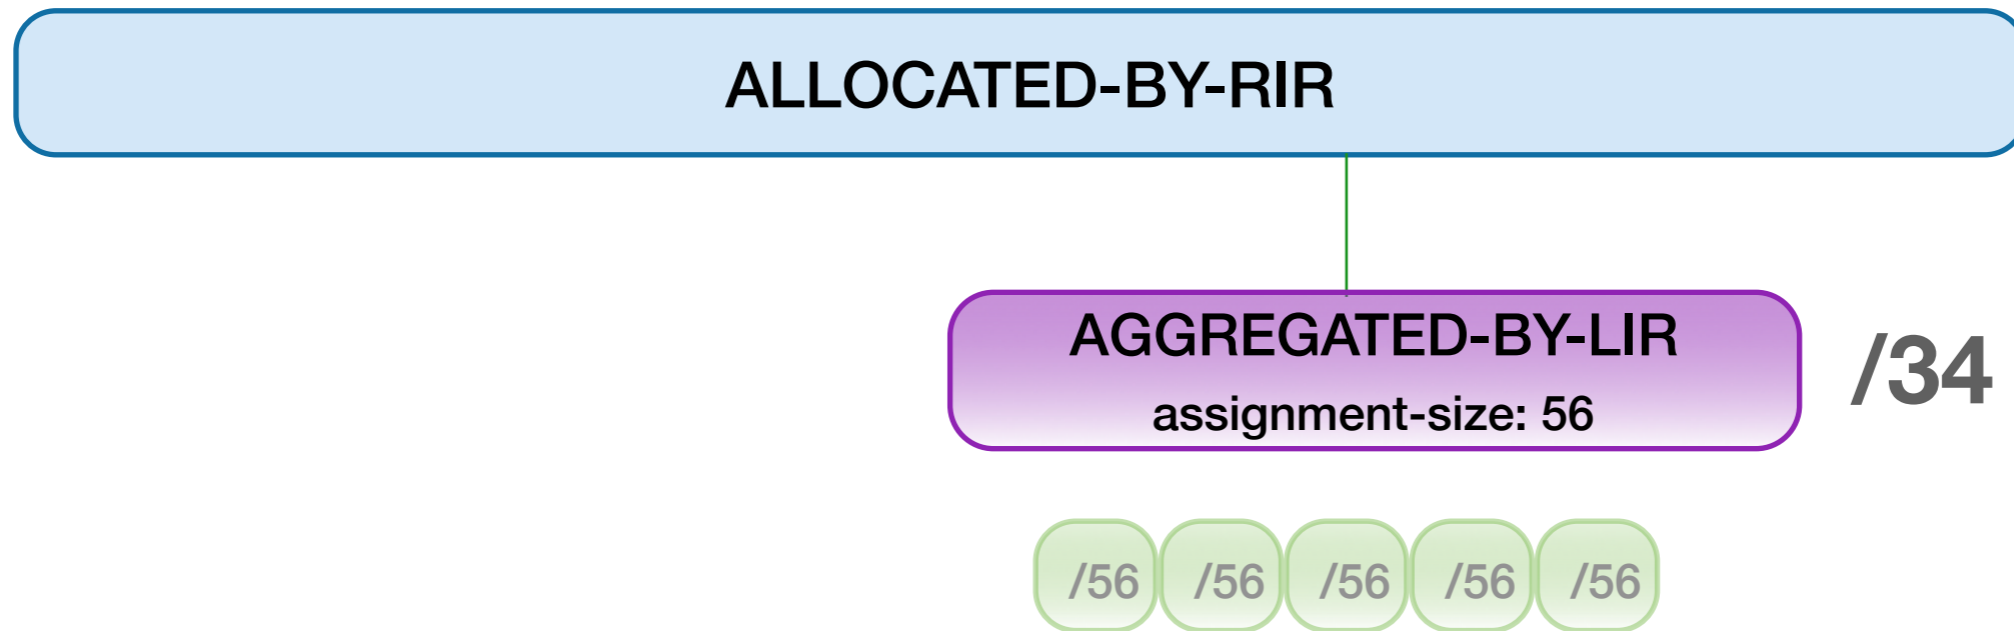 ALLOCATED-BY-RIR
AGGREGATED-BY-LIR
assignment-size: 56
/34
/56 /56 /56 /56 /56